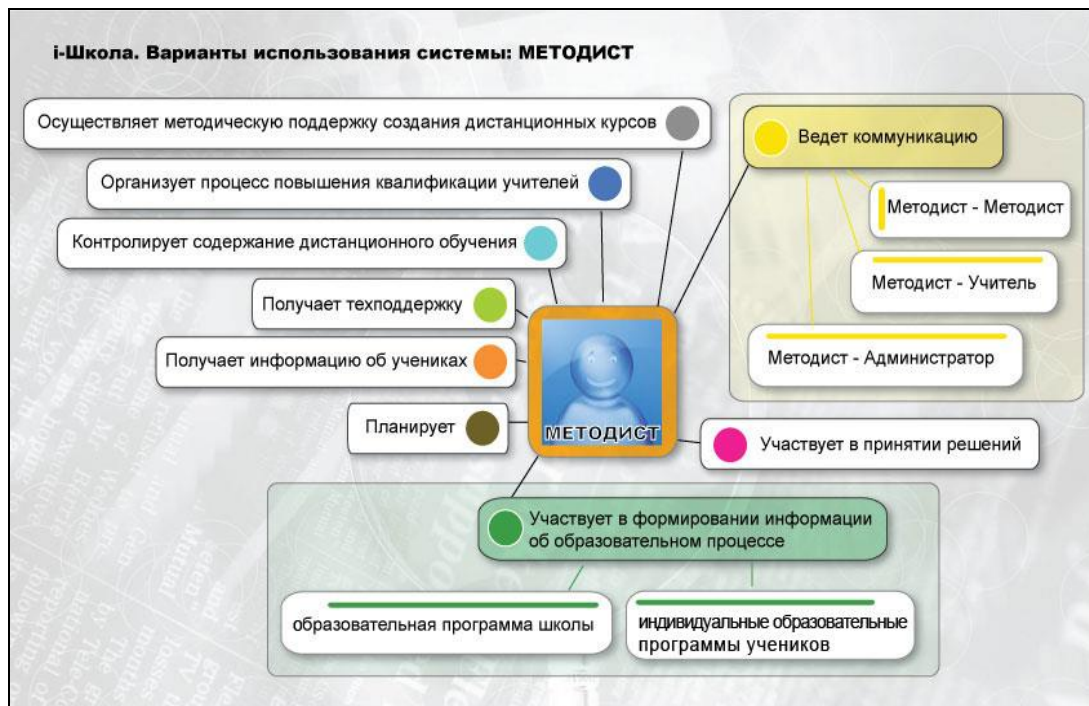 i-Школа. Варианты использования системы: МЕТОДИСТ
Осуществляет методическую поддержку создания дистанционных курсов
Организует процесс повышения квалификации учителей
Контролирует содержание дистанционного обучения
Получает техподдержку
Получает информацию об учениках
Планирует
МЕТОДИСТ
Ведет коммуникацию
Методист - Методист
Методист - Учитель
Методист - Администратор
Участвует в принятии решений
Участвует в формировании информации
об образовательном процессе
образовательная программа школы
индивидуальные образовательные
программы учеников